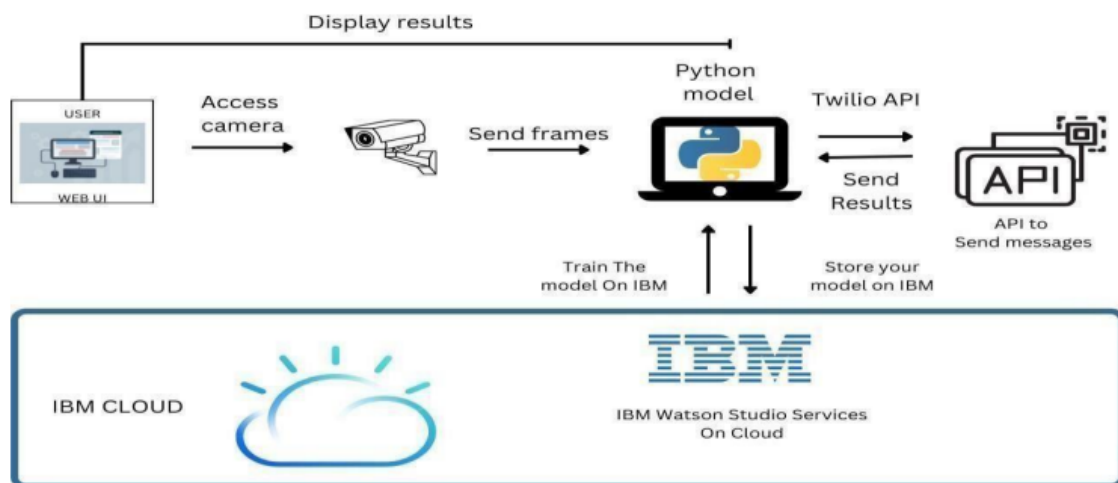 Display results
USER
WEB UI
Access
camera
Send frames
Python
model
Twilio API
Send
Results
API
API to
Send messages
Train The
model On IBM
Store your
model on IBM
IBM CLOUD
IBM
IBM Watson Studio Services
On Cloud